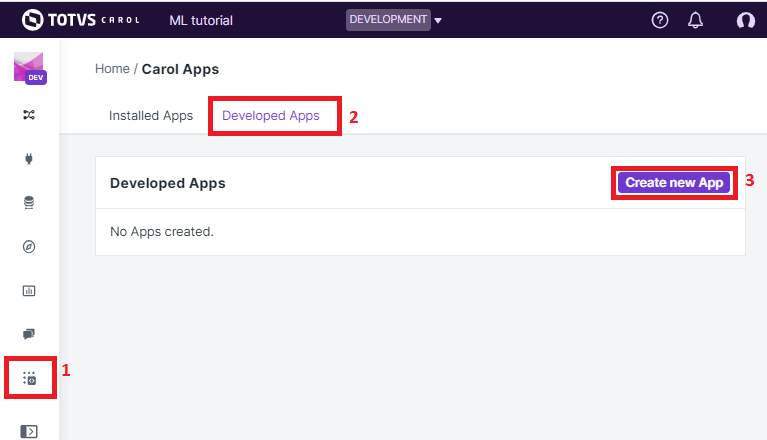 TOTVS CAROL ML tutorial DEVELOPMENT
DEV
Home / Carol Apps
Installed Apps Developed Apps 2
Developed Apps Create new App 3
No Apps created.
1